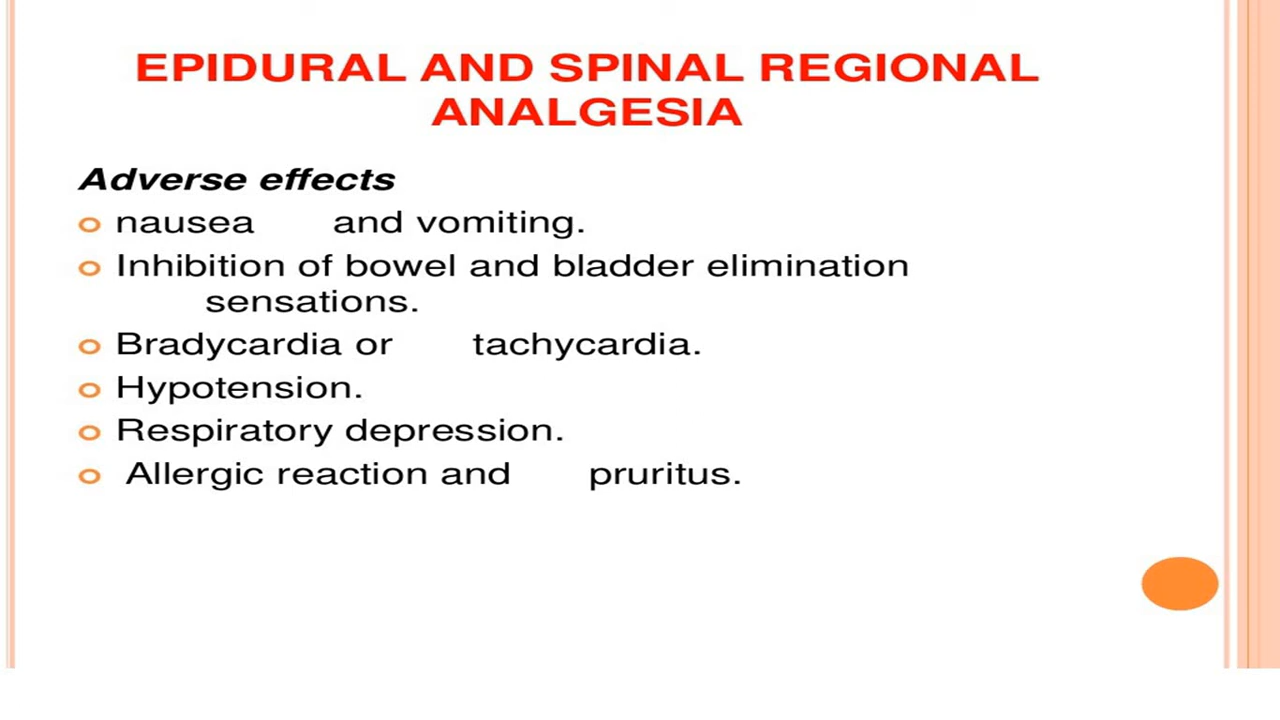 EPIDURAL AND SPINAL REGIONAL
ANALGESIA
Adverse effects
nausea and vomiting.
Inhibition of bowel and bladder elimination
sensations.
Bradycardia or tachycardia.
Hypotension.
Respiratory depression.
Allergic reaction and pruritus.